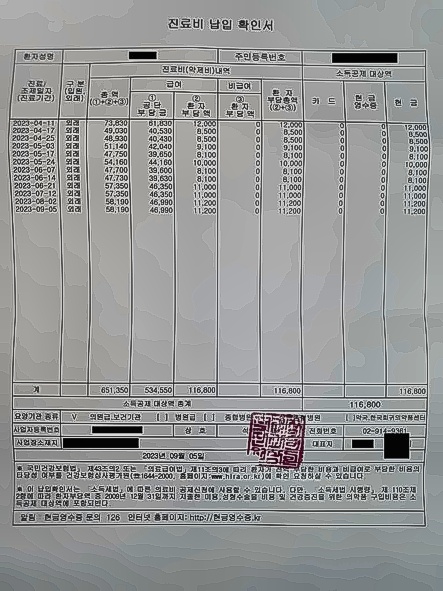 진료비 납입 확인서
환자성명 주민등록번호
진료비(약제비)내역 소득공제 대상액
진료/조제일자(진료기간) 구분(입원,외래) 총액(①+②+③) 급여 비급여 환자부담총액(②+③) 카드 현금영수증 현금
①공단부담금 ②환자부담액 ③환자부담액
2023-04-11 외래 73,830 61,830 12,000 0 12,000 0 0 12,000
2023-04-17 외래 49,030 40,530 8,500 0 8,500 0 0 8,500
2023-04-25 외래 48,930 40,430 8,500 0 8,500 0 0 8,500
2023-05-03 외래 51,140 42,040 9,100 0 9,100 0 0 9,100
2023-05-17 외래 47,750 39,650 8,100 0 8,100 0 0 8,100
2023-05-24 외래 54,160 44,160 10,000 0 10,000 0 0 10,000
2023-06-07 외래 47,700 39,600 8,100 0 8,100 0 0 8,100
2023-06-14 외래 47,730 39,630 8,100 0 8,100 0 0 8,100
2023-06-21 외래 57,350 46,350 11,000 0 11,000 0 0 11,000
2023-07-12 외래 57,350 46,350 11,000 0 11,000 0 0 11,000
2023-08-02 외래 58,190 46,990 11,200 0 11,200 0 0 11,200
2023-09-05 외래 58,190 46,990 11,200 0 11,200 0 0 11,200
계 651,350 534,550 116,800 116,800 116,800
소득공제 대상액 총계 116,800
요양기관 종류 V 의원급,보건기관 [ ] 병원급 [ ] 종합병원 [ ]약국,한국희귀의약품센터
사업자등록번호 상 호 전화번호 02-914-9361
사업장소재지 대표자
2023년 09월 05일
※ 국민건강보험법 제43조의2 또는 의료급여법 제11조의3에 따라 환자가 부담한 비용과 비급여로 부담한 비용의
타당성 여부를 건강보험심사평가원(☎1644-2000, 홈페이지:www.hira.or.kr)에 확인 요청하실 수 있습니다.
※ 이 납입확인서는 「소득세법」에 따른 의료비 공제신청에 사용할 수 있습니다. 다만, 「소득세법 시행령」 제110조제
2항에 따라 2009년 12월 31일까지 지출한 미용,성형수술을 비용 및 건강증진을 위한 의약품 구입비용은 소
득공제 대상액에 포함됩니다.
알림 : 현금영수증 문의 126 인터넷 홈페이지: http://현금영수증.kr